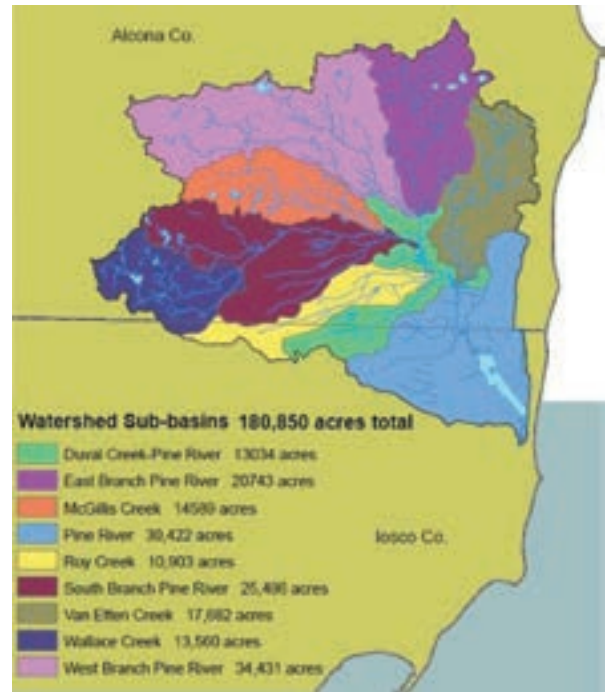 Alcona Co.
Watershed Sub-basins 180,850 acres total
Duval Creek-Pine River 13034 acres
East Branch Pine River 20743 acres
McGillis Creek 14589 acres
Pine River 30,422 acres
Roy Creek 10,903 acres
Iosco Co.
South Branch Pine River 25,486 acres
Van Etten Creek 17,682 acres
Wallace Creek 13,560 acres
West Branch Pine River 34,431 acres